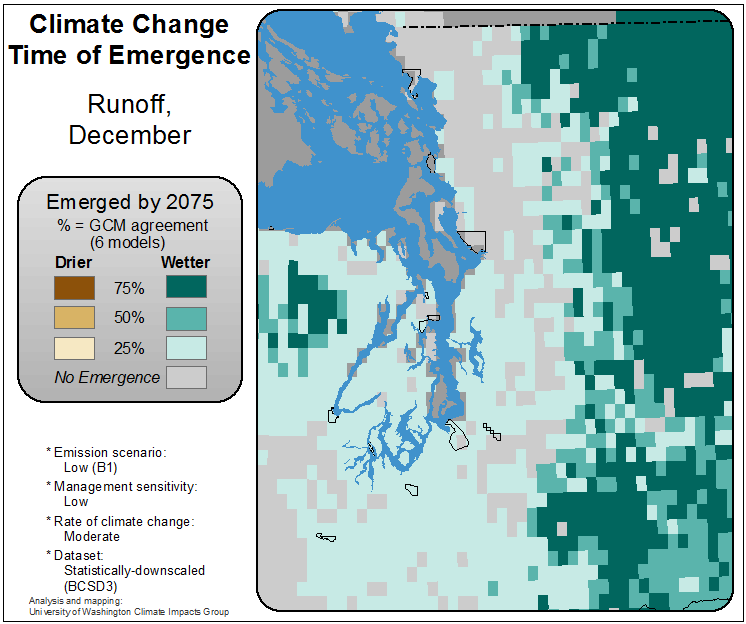 Climate Change
Time of Emergence
Runoff,
December
Emerged by 2075
% = GCM agreement
(6 models)
Drier Wetter
75%
50%
25%
No Emergence
* Emission scenario:
Low (B1)
* Management sensitivity:
Low
* Rate of climate change:
Moderate
* Dataset:
Statistically-downscaled
(BCSD3)
Analysis and mapping:
University of Washington Climate Impacts Group